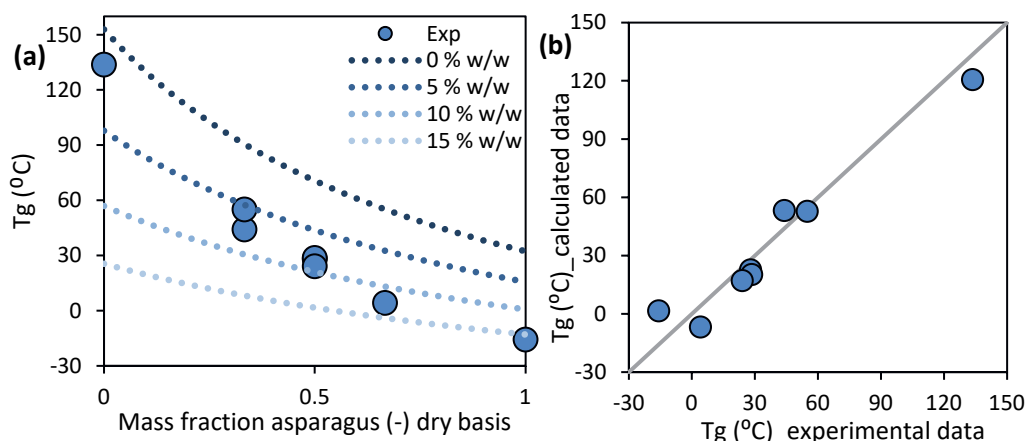 (a)
Tg (⁰C)
150
120
90
60
30
0
-30
Exp
0 % w/w
5 % w/w
10 % w/w
15 % w/w
0
0.5
1
Mass fraction asparagus (-) dry basis
(b)
Tg (⁰C)_calculated data
150
120
90
60
30
0
-30
-30
0
30
60
90
120
150
Tg (⁰C) experimental data